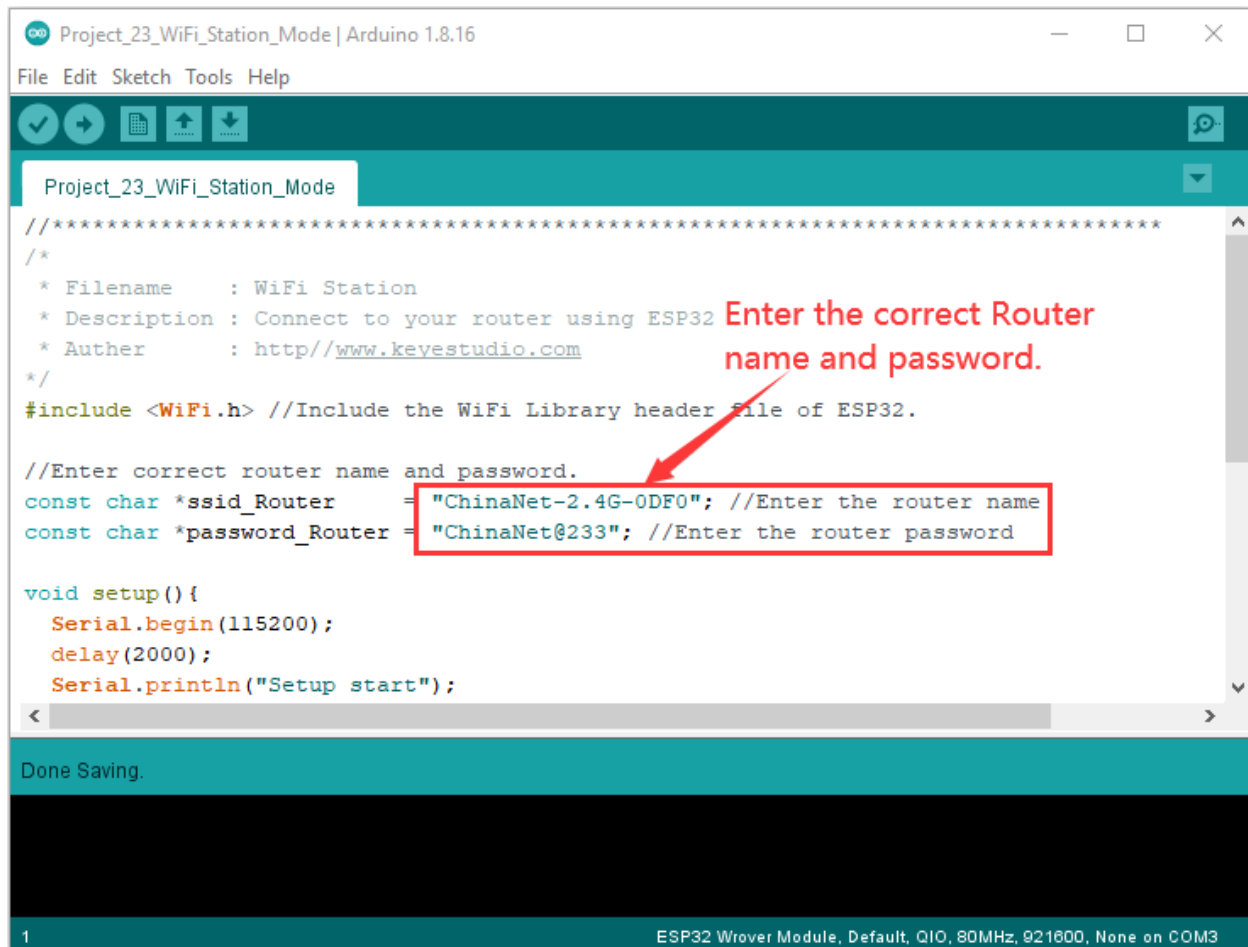 Project_23_WiFi_Station_Mode | Arduino 1.8.16
File Edit Sketch Tools Help
Project_23_WiFi_Station_Mode
//**********************************************************************************
/*
 * Filename    : WiFi Station
 * Description : Connect to your router using ESP32
 * Auther      : http//www.keyestudio.com
*/
Enter the correct Router
name and password.
#include <WiFi.h> //Include the WiFi Library header file of ESP32.
//Enter correct router name and password.
const char *ssid_Router     = "ChinaNet-2.4G-0DF0"; //Enter the router name
const char *password_Router = "ChinaNet@233"; //Enter the router password
void setup(){
  Serial.begin(115200);
  delay(2000);
  Serial.println("Setup start");
Done Saving.
1 ESP32 Wrover Module, Default, QIO, 80MHz, 921600, None on COM3